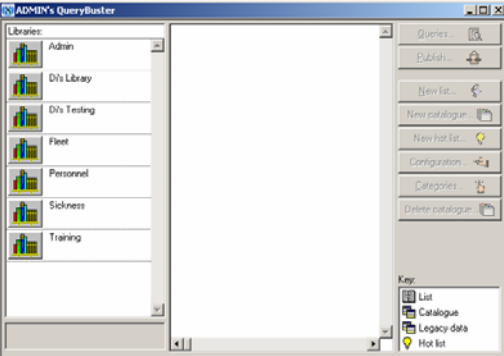 ADMIN's QueryBuster
Libraries:
Admin
Di's Library
Di's Testing
Fleet
Personnel
Sickness
Training
Queries...
Publish...
New list...
New catalogue...
New hot list...
Configuration...
Categories...
Delete catalogue...
Key:
List
Catalogue
Legacy data
Hot list